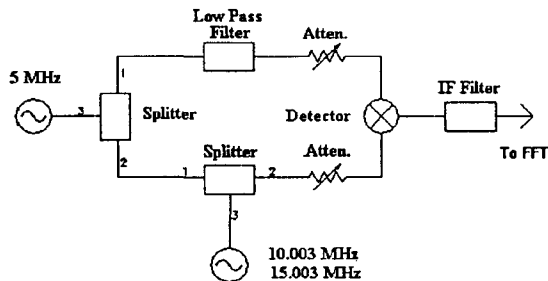 Low Pass
Filter
Atten.
1
5 MHz
IF Filter
3
Splitter
Detector
To FFT
2
Splitter
Atten.
1
2
3
10.003 MHz
15.003 MHz